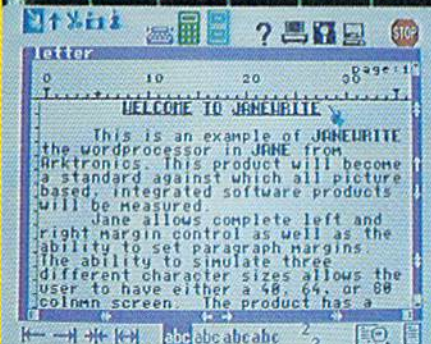 ?
STOP
letter
page:1
0 10 20 30
WELCOME TO JANEWRITE
This is an example of JANEWRITE
the wordprocessor in JANE from
Arktronics. This product will become
a standard against which all picture
based, integrated software products
will be measured.
Jane allows complete left and
right margin control as well as the
ability to set paragraph margins.
The ability to simulate three
different character sizes allows the
user to have either a 40, 64, or 80
colnmn screen. The product has a
abc abc abc abc 2 2